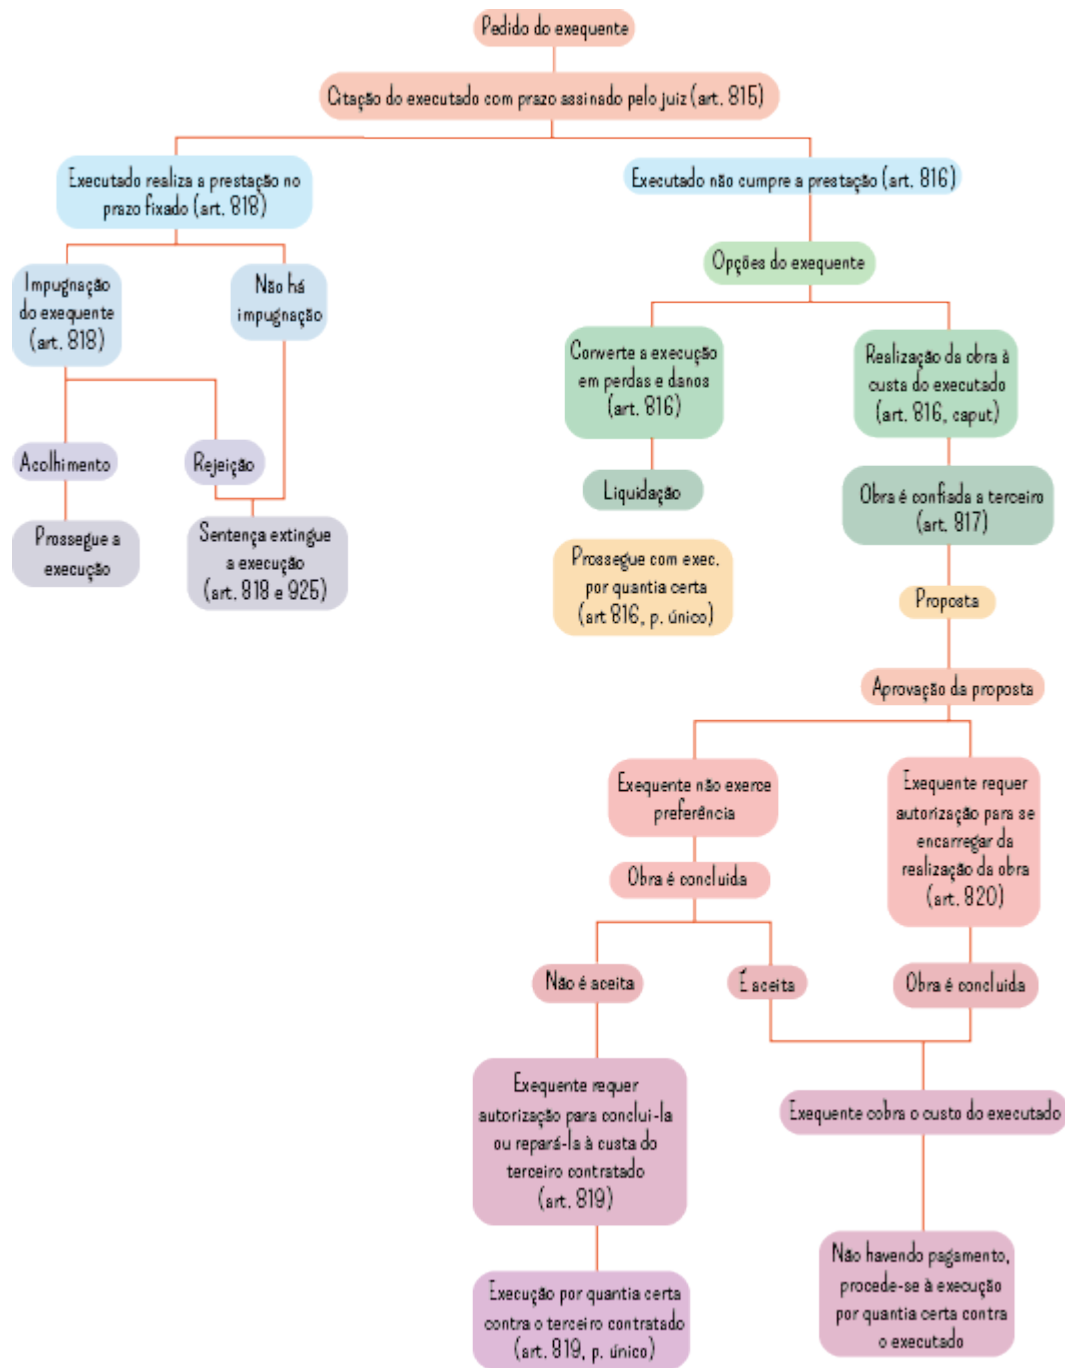 Pedido do exequente
Citação do executado com prazo assinado pelo juiz (art. 815)
Executado realiza a prestação no
prazo fixado (art. 818)
Executado não cumpre a prestação (art. 816)
Impugnação
do exequente
(art. 818)
Não há
impugnação
Opções do exequente
Converte a execução
em perdas e danos
(art. 816)
Realização da obra à
custa do executado
(art. 816, caput)
Acolhimento
Rejeição
Liquidação
Obra é confiada a terceiro
(art. 817)
Prossegue a
execução
Sentença extingue
a execução
(art. 818 e 925)
Prossegue com exec.
por quantia certa
(art 816, p. único)
Proposta
Aprovação da proposta
Exequente não exerce
preferência
Exequente requer
autorização para se
encarregar da
realização da obra
(art. 820)
Obra é concluida
Não é aceita
É aceita
Obra é concluida
Exequente requer
autorização para conclui-la
ou repará-la à custa do
terceiro contratado
(art. 819)
Exequente cobra o custo do executado
Execução por quantia certa
contra o terceiro contratado
(art. 819, p. único)
Não havendo pagamento,
procede-se à execução
por quantia certa contra
o executado